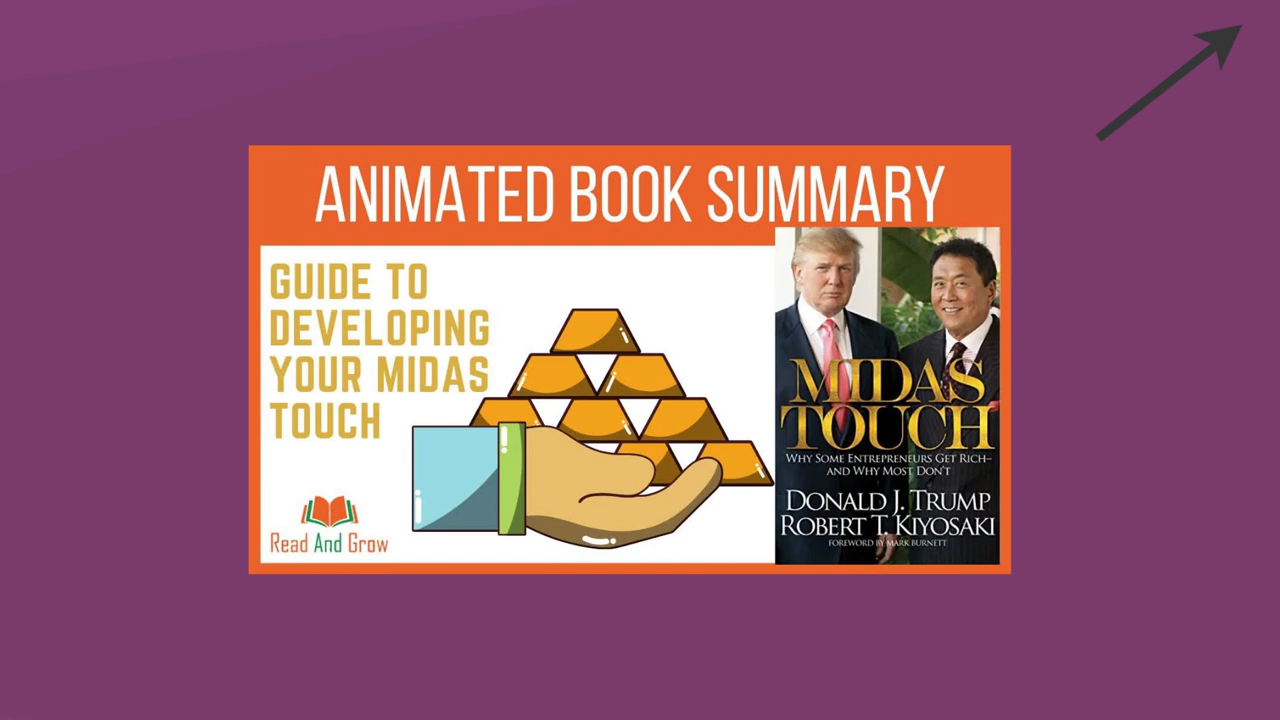 ANIMATED BOOK SUMMARY
GUIDE TO
DEVELOPING
YOUR MIDAS
TOUCH
Read And Grow
MIDAS
TOUCH
WHY SOME ENTREPRENEURS GET RICH–
AND WHY MOST DON'T
DONALD J. TRUMP
ROBERT T. KIYOSAKI
FOREWORD BY MARK BURNETT